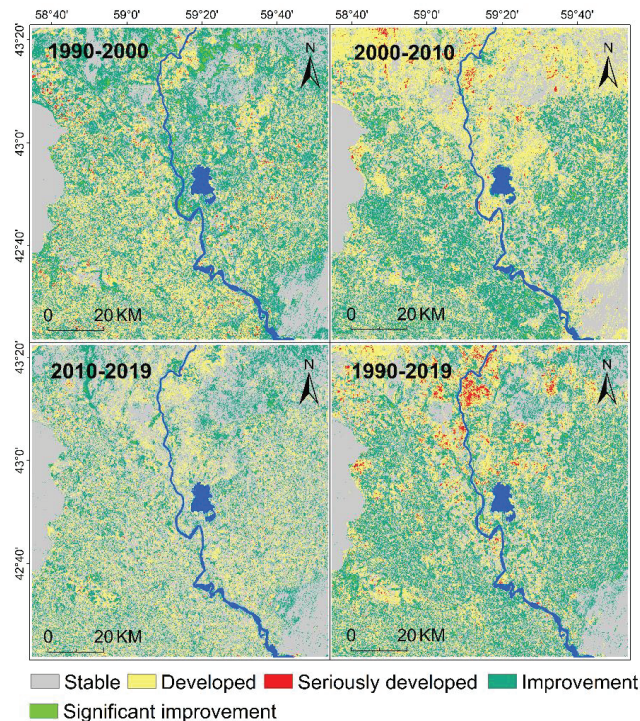 58°40' 59°0' 59°20' 59°40' 58°40' 59°0' 59°20' 59°40'
43°20'
43°0'
42°40'
1990-2000
N
0 20 KM
2000-2010
N
0 20 KM
43°20'
43°0'
42°40'
2010-2019
N
0 20 KM
1990-2019
N
0 20 KM
Stable Developed Seriously developed Improvement
Significant improvement